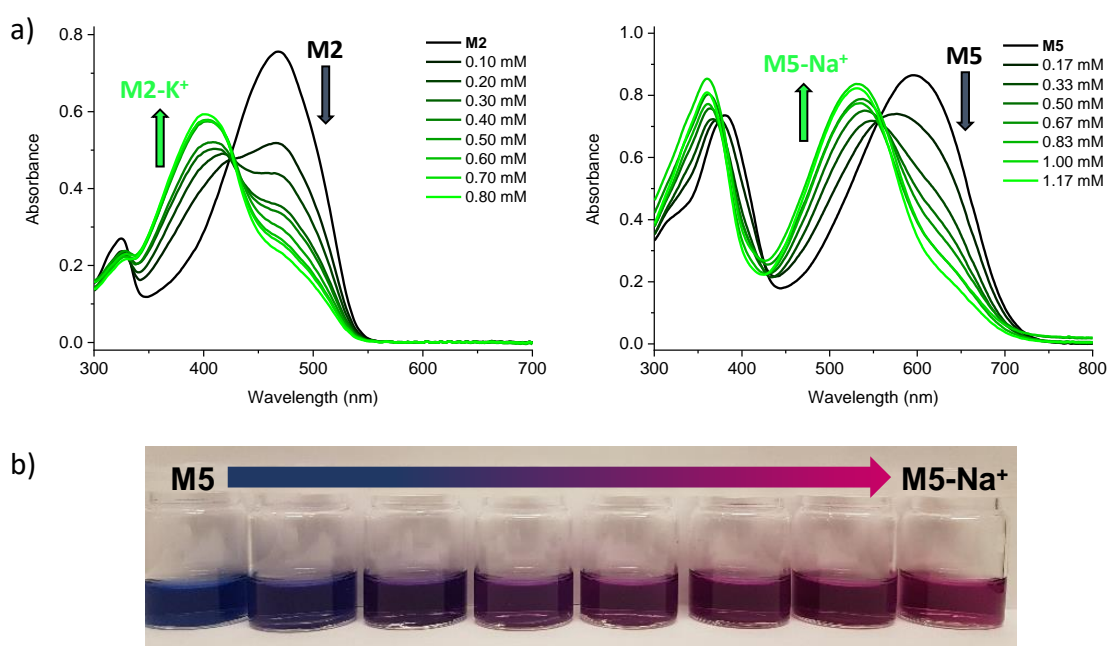 a)
0.8
0.6
0.4
0.2
0.0
Absorbance
300 400 500 600 700
Wavelength (nm)
M2-K⁺
M2
M2
0.10 mM
0.20 mM
0.30 mM
0.40 mM
0.50 mM
0.60 mM
0.70 mM
0.80 mM
1.0
0.8
0.6
0.4
0.2
0.0
Absorbance
300 400 500 600 700 800
Wavelength (nm)
M5-Na⁺
M5
M5
0.17 mM
0.33 mM
0.50 mM
0.67 mM
0.83 mM
1.00 mM
1.17 mM
b)
M5 M5-Na⁺